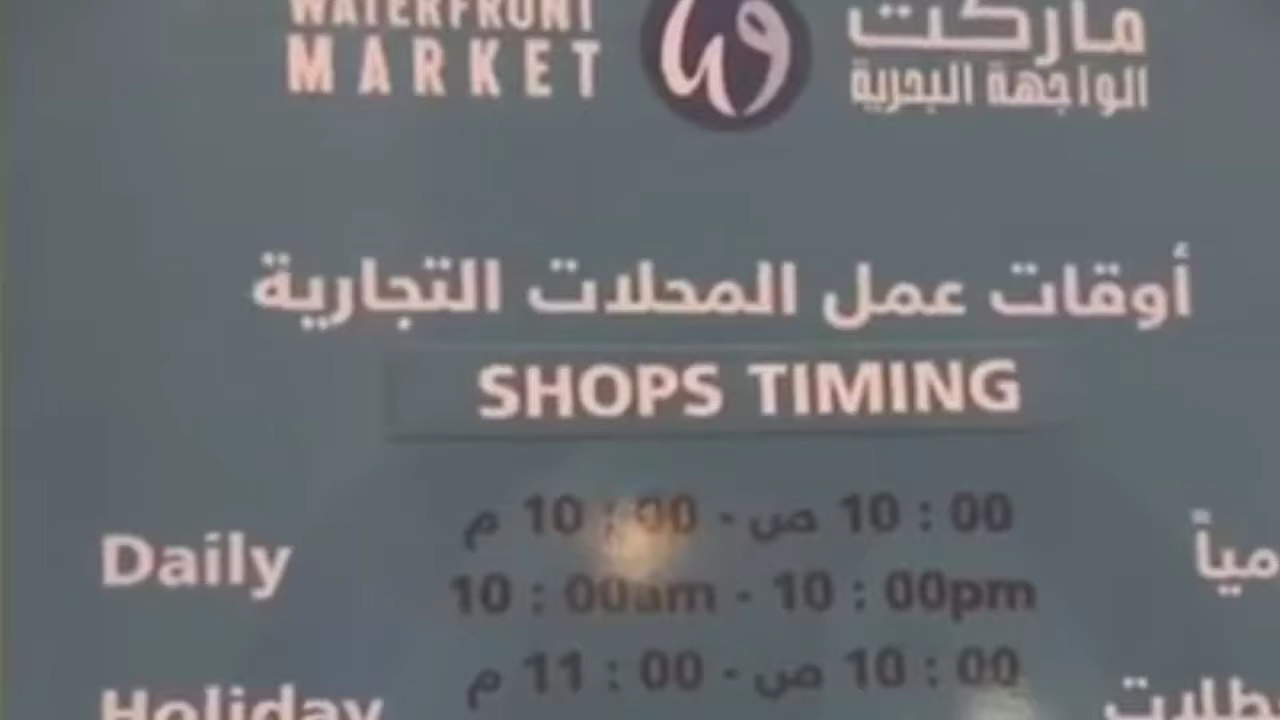 WATERFRONT
MARKET
ماركت
الواجهة البحرية
أوقات عمل المحلات التجارية
SHOPS TIMING
10 : 00 ص - 10 : 00 م
Daily
10 : 00am - 10 : 00pm
10 : 00 ص - 11 : 00 م
Holiday